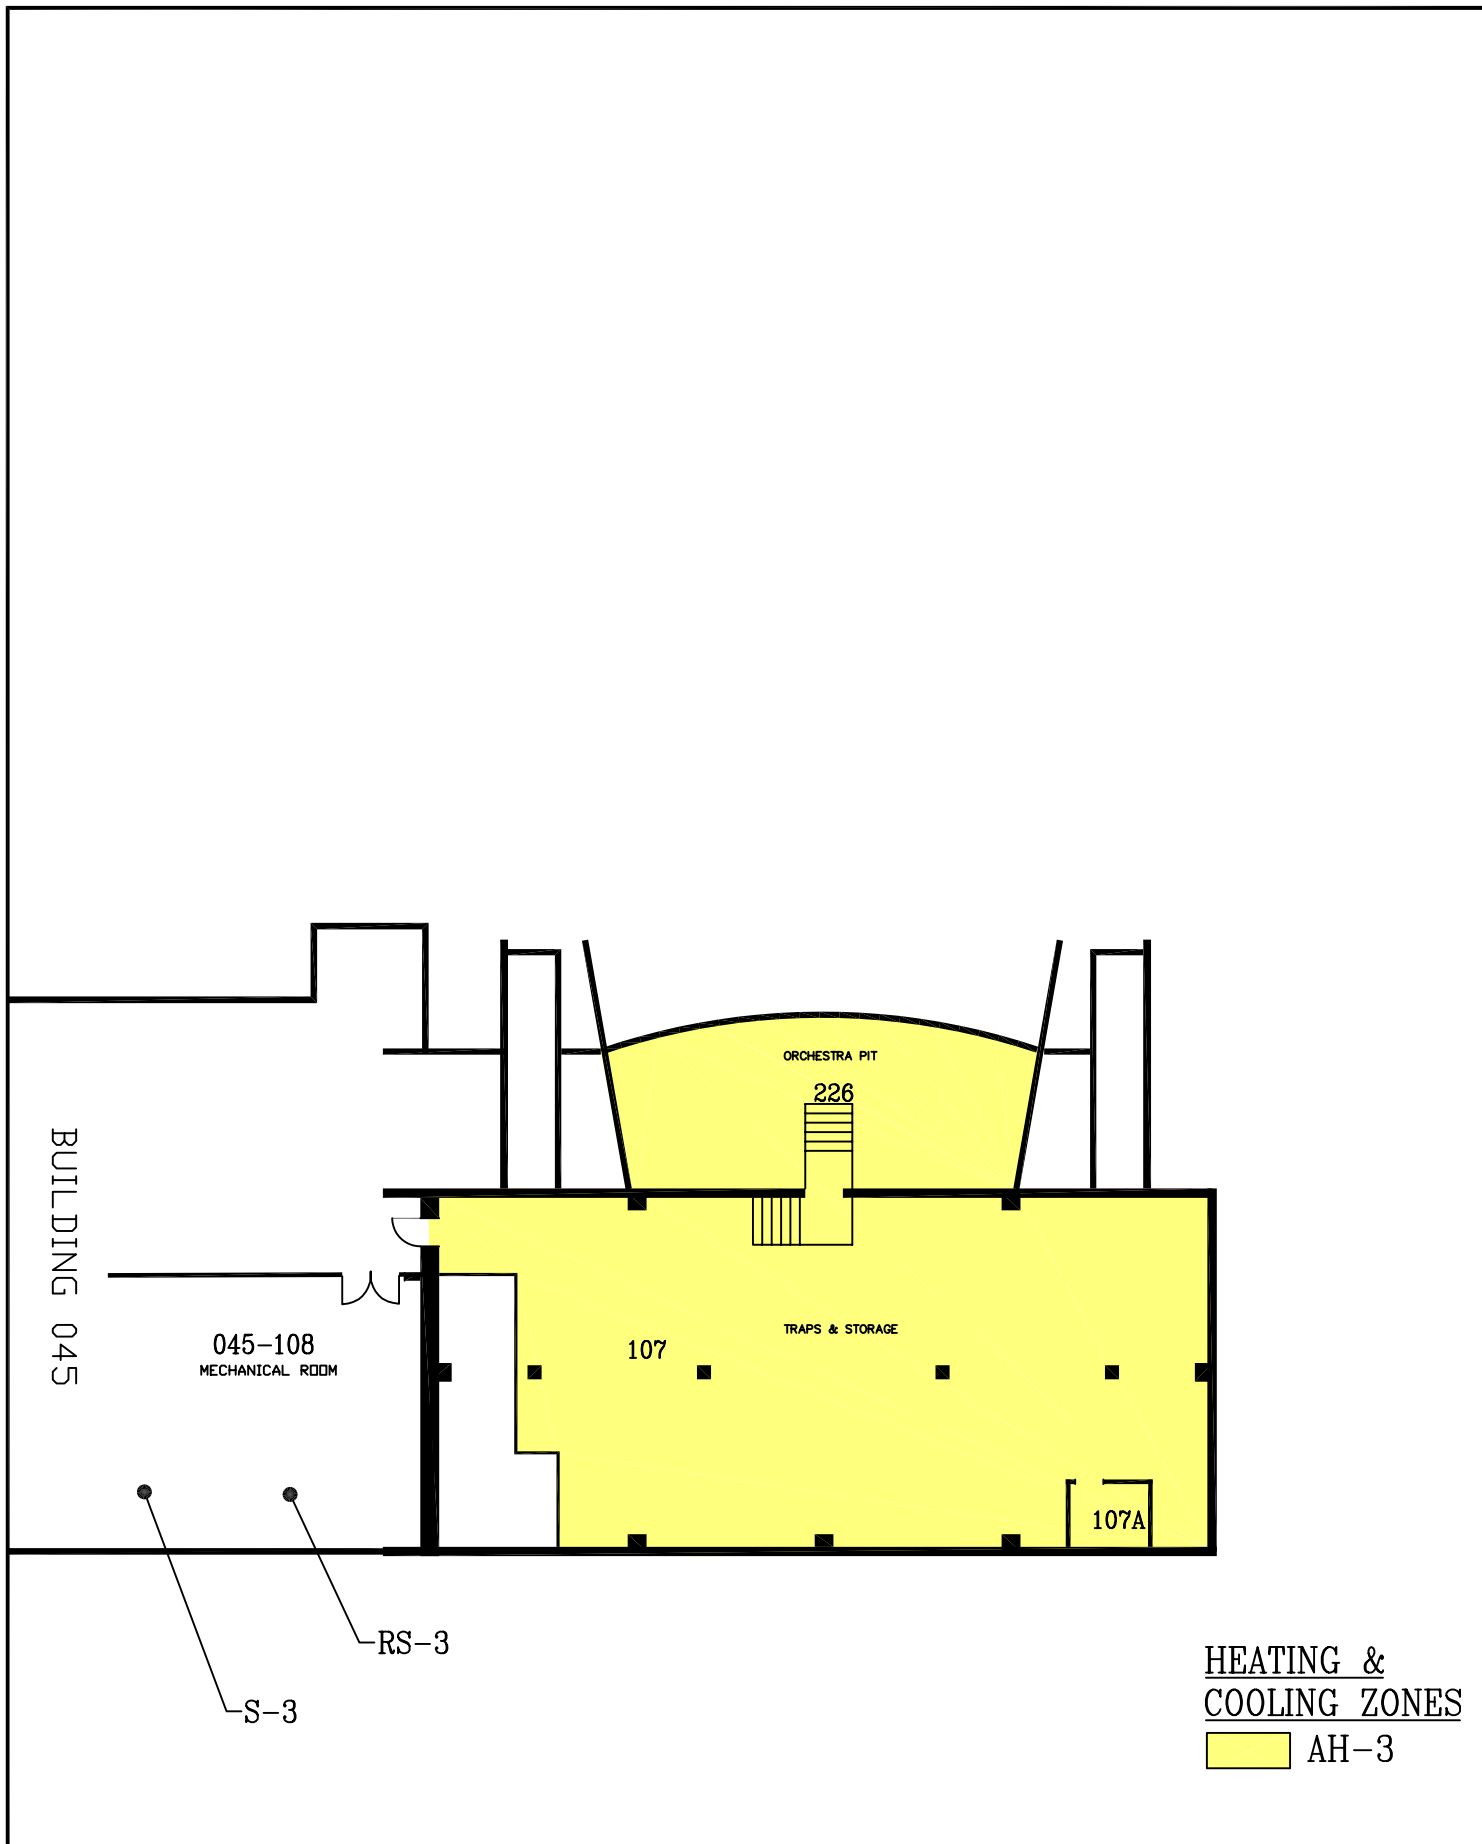 ORCHESTRA PIT
226
BUILDING 045
045-108
MECHANICAL ROOM
TRAPS & STORAGE
107
107A
RS-3
S-3
HEATING &
COOLING ZONES
AH-3